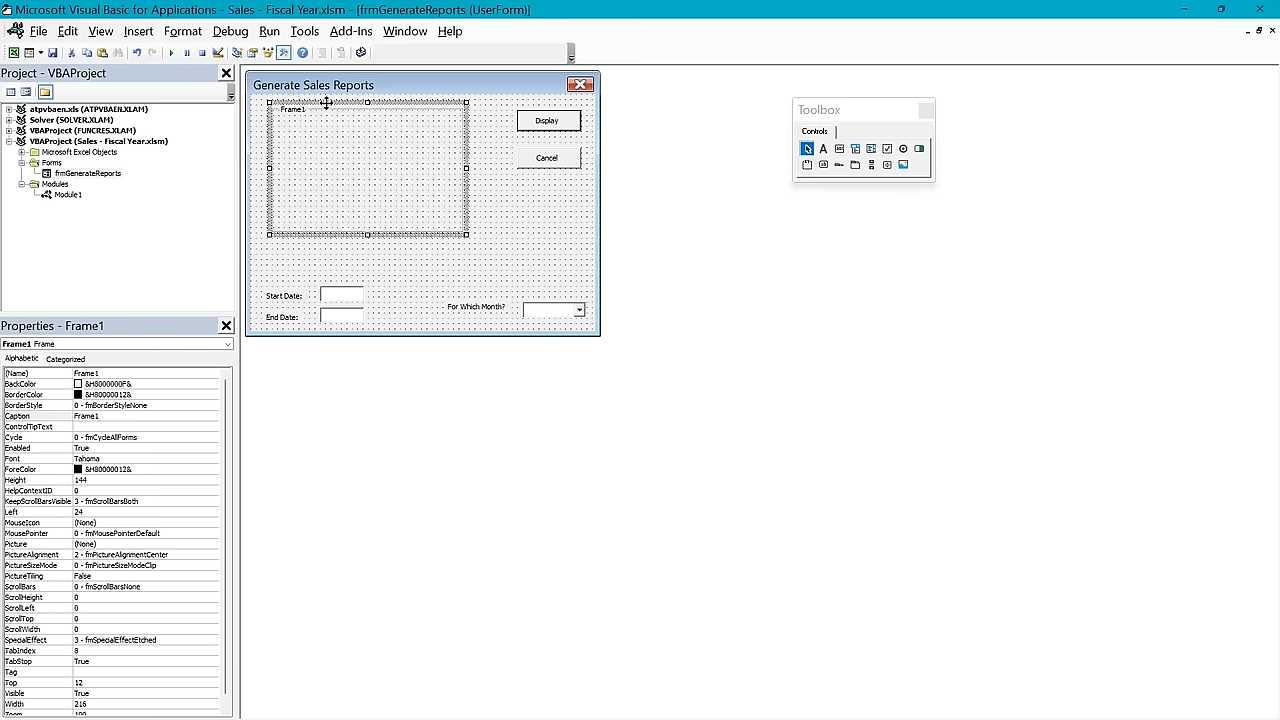 Microsoft Visual Basic for Applications - Sales - Fiscal Year.xlsm - [frmGenerateReports (UserForm)]
File Edit View Insert Format Debug Run Tools Add-Ins Window Help
Project - VBAProject
atpvbaen.xls (ATPVBAEN.XLAM)
Solver (SOLVER.XLAM)
VBAProject (FUNCRES.XLAM)
VBAProject (Sales - Fiscal Year.xlsm)
Microsoft Excel Objects
Forms
frmGenerateReports
Modules
Module1
Generate Sales Reports
Frame1
Display
Cancel
Start Date:
End Date:
For Which Month?
Toolbox
Controls
Properties - Frame1
Frame1 Frame
Alphabetic Categorized
(Name) Frame1
BackColor &H8000000F&
BorderColor &H80000012&
BorderStyle 0 - fmBorderStyleNone
Caption Frame1
ControlTipText
Cycle 0 - fmCycleAllForms
Enabled True
Font Tahoma
ForeColor &H80000012&
Height 144
HelpContextID 0
KeepScrollBarsVisible 3 - fmScrollBarsBoth
Left 24
MouseIcon (None)
MousePointer 0 - fmMousePointerDefault
Picture (None)
PictureAlignment 2 - fmPictureAlignmentCenter
PictureSizeMode 0 - fmPictureSizeModeClip
PictureTiling False
ScrollBars 0 - fmScrollBarsNone
ScrollHeight 0
ScrollLeft 0
ScrollTop 0
ScrollWidth 0
SpecialEffect 3 - fmSpecialEffectEtched
TabIndex 8
TabStop True
Tag
Top 12
Visible True
Width 216
Zoom 100